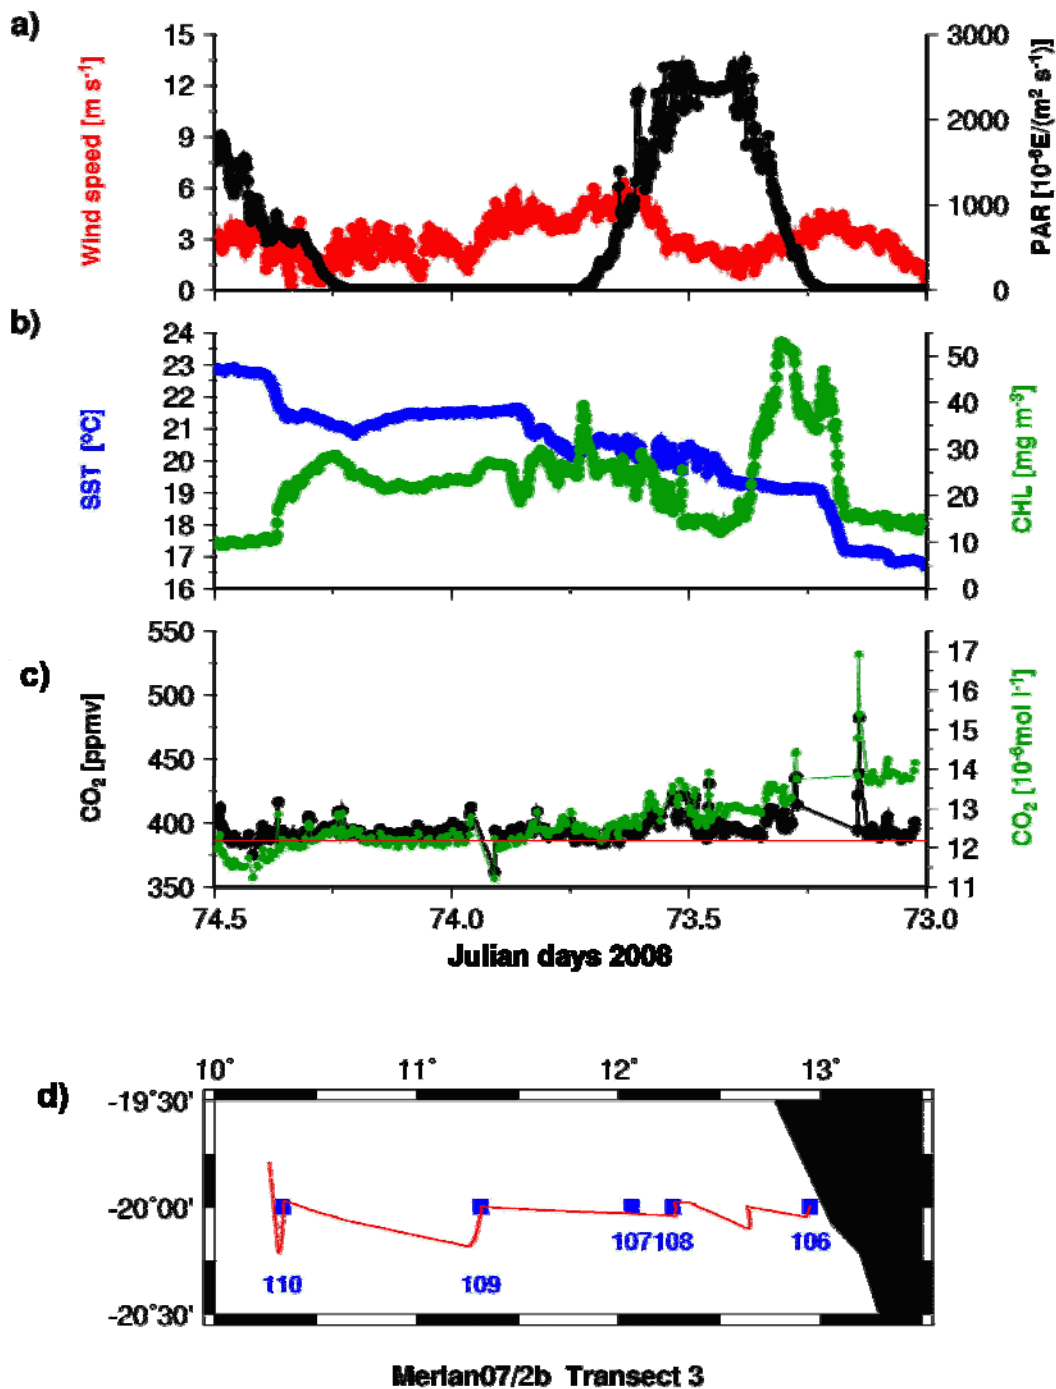 a)
Wind speed [m s⁻¹]
15
12
9
6
3
0
3000
2000
1000
0
PAR [10⁻⁶E/(m² s⁻¹)]
b)
SST [°C]
24
23
22
21
20
19
18
17
16
50
40
30
20
10
0
CHL [mg m⁻³]
c)
CO₂ [ppmv]
550
500
450
400
350
17
16
15
14
13
12
11
CO₂ [10⁻⁶mol l⁻¹]
74.5 74.0 73.5 73.0
Julian days 2008
d)
10° 11° 12° 13°
-19°30'
-20°00'
-20°30'
107 108 106
110 109
Merian07/2b Transect 3